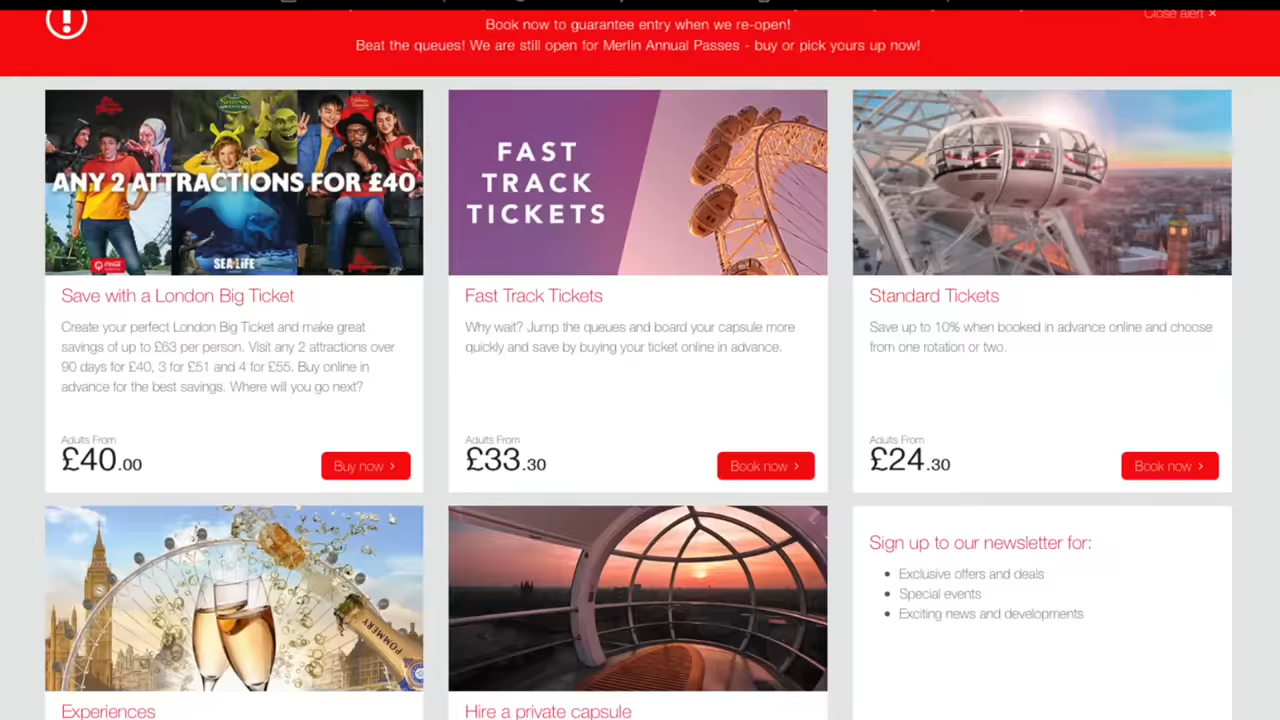 Close alert ×
Book now to guarantee entry when we re-open!
Beat the queues! We are still open for Merlin Annual Passes - buy or pick yours up now!
ANY 2 ATTRACTIONS FOR £40
SEA LIFE
FAST
TRACK
TICKETS
Save with a London Big Ticket
Create your perfect London Big Ticket and make great
savings of up to £63 per person. Visit any 2 attractions over
90 days for £40, 3 for £51 and 4 for £55. Buy online in
advance for the best savings. Where will you go next?
Adults From
£40.00
Buy now ›
Fast Track Tickets
Why wait? Jump the queues and board your capsule more
quickly and save by buying your ticket online in advance.
Adults From
£33.30
Book now ›
Standard Tickets
Save up to 10% when booked in advance online and choose
from one rotation or two.
Adults From
£24.30
Book now ›
POMMERY
Experiences
Hire a private capsule
Sign up to our newsletter for:
• Exclusive offers and deals
• Special events
• Exciting news and developments